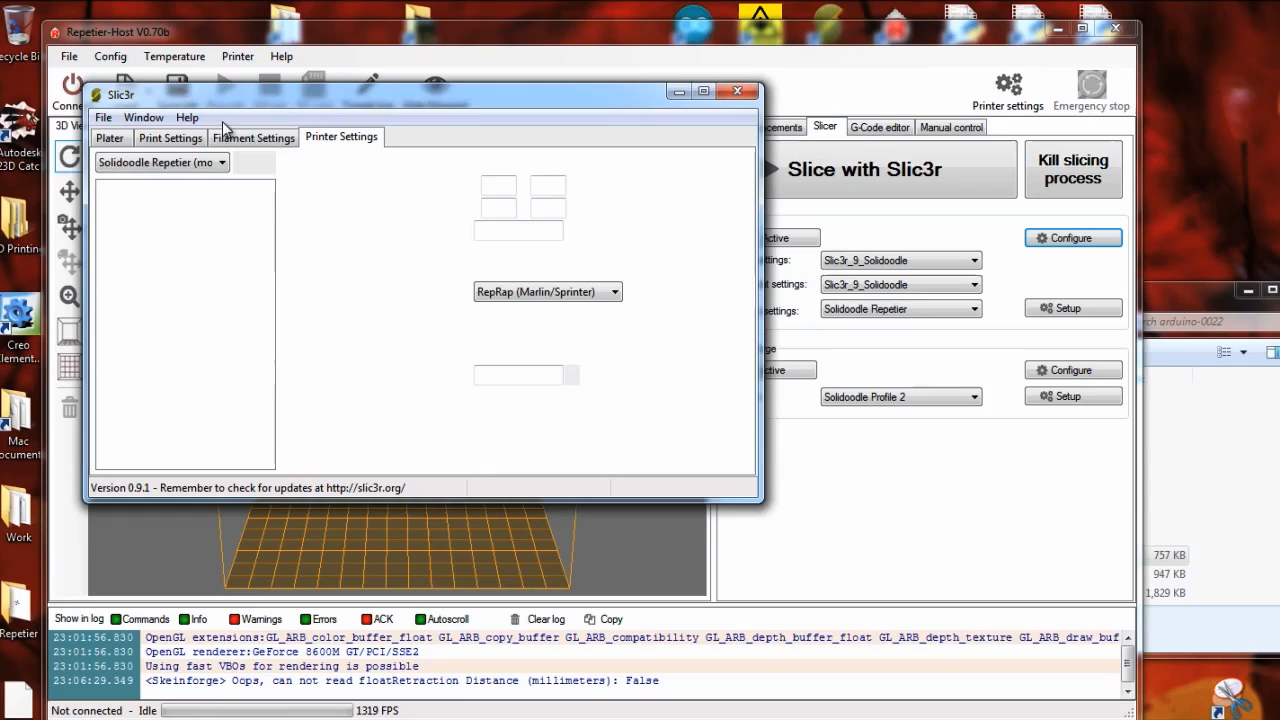 Repetier-Host V0.70b
File Config Temperature Printer Help
Printer settings
Emergency stop
Slic3r
File Window Help
Plater
Print Settings
Filament Settings
Printer Settings
Solidoodle Repetier (mo
RepRap (Marlin/Sprinter)
Version 0.9.1 - Remember to check for updates at http://slic3r.org/
Slicer
G-Code editor
Manual control
Slice with Slic3r
Kill slicing
process
Configure
Slic3r_9_Solidoodle
Slic3r_9_Solidoodle
Solidoodle Repetier
Setup
Configure
Solidoodle Profile 2
Setup
arduino-0022
757 KB
947 KB
1,829 KB
Autodesk
Creo
Mac
Work
Repetier
Show in log Commands Info Warnings Errors ACK Autoscroll Clear log Copy
23:01:56.830 OpenGL extensions:GL_ARB_color_buffer_float GL_ARB_copy_buffer GL_ARB_compatibility GL_ARB_depth_buffer_float GL_ARB_depth_texture GL_ARB_draw_buf
23:01:56.830 OpenGL renderer:GeForce 8600M GT/PCI/SSE2
23:01:56.830 Using fast VBOs for rendering is possible
23:06:29.349 <Skeinforge> Oops, can not read floatRetraction Distance (millimeters): False
Not connected - Idle
1319 FPS